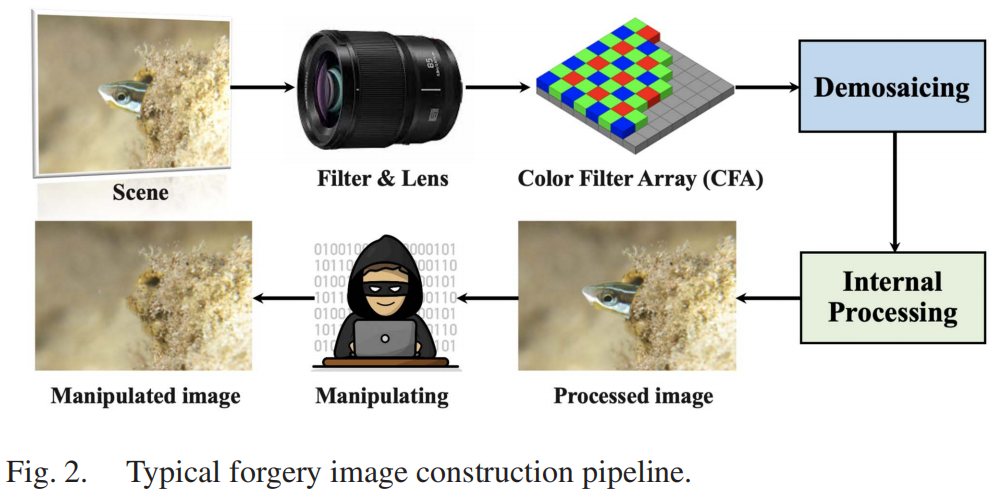 Scene
Filter & Lens
Color Filter Array (CFA)
Demosaicing
Internal
Processing
Processed image
Manipulating
Manipulated image
Fig. 2. Typical forgery image construction pipeline.